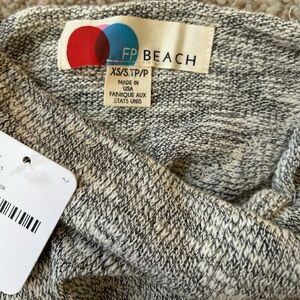 FP BEACH
XS/S.TP/P
MADE IN
USA
FABRIQUE AUX
ETATS UNIS